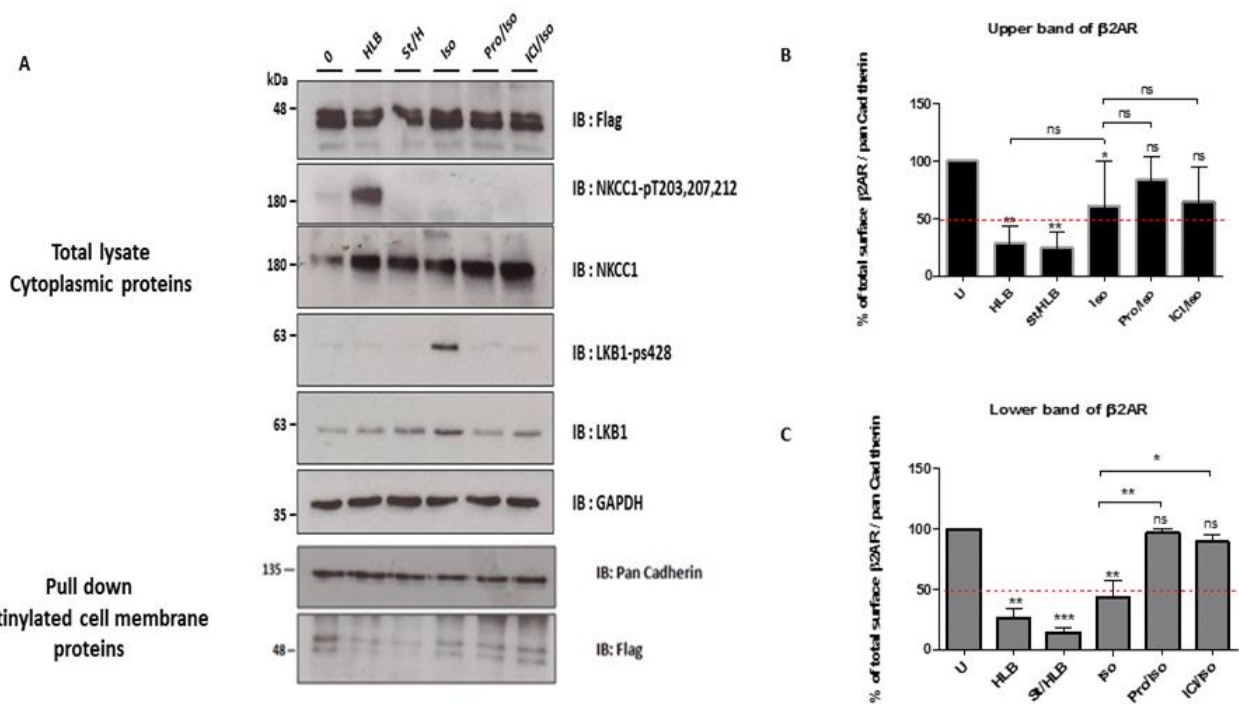 A
0 HLB St/H Iso Pro/Iso ICI/Iso
kDa
48 IB : Flag
180 IB : NKCC1-pT203,207,212
Total lysate
Cytoplasmic proteins
180 IB : NKCC1
63 IB : LKB1-ps428
63 IB : LKB1
35 IB : GAPDH
135 IB: Pan Cadherin
Pull down
tinylated cell membrane
proteins
48 IB: Flag
B
Upper band of β2AR
% of total surface β2AR / pan Cad therin
150
100
50
0
ns
ns
ns
** ** * ns ns
U HLB St/HLB Iso Pro/Iso ICI/Iso
C
Lower band of β2AR
% of total surface β2AR / pan Cad therin
150
100
50
0
*
**
** *** ** ns ns
U HLB St/HLB Iso Pro/Iso ICI/Iso